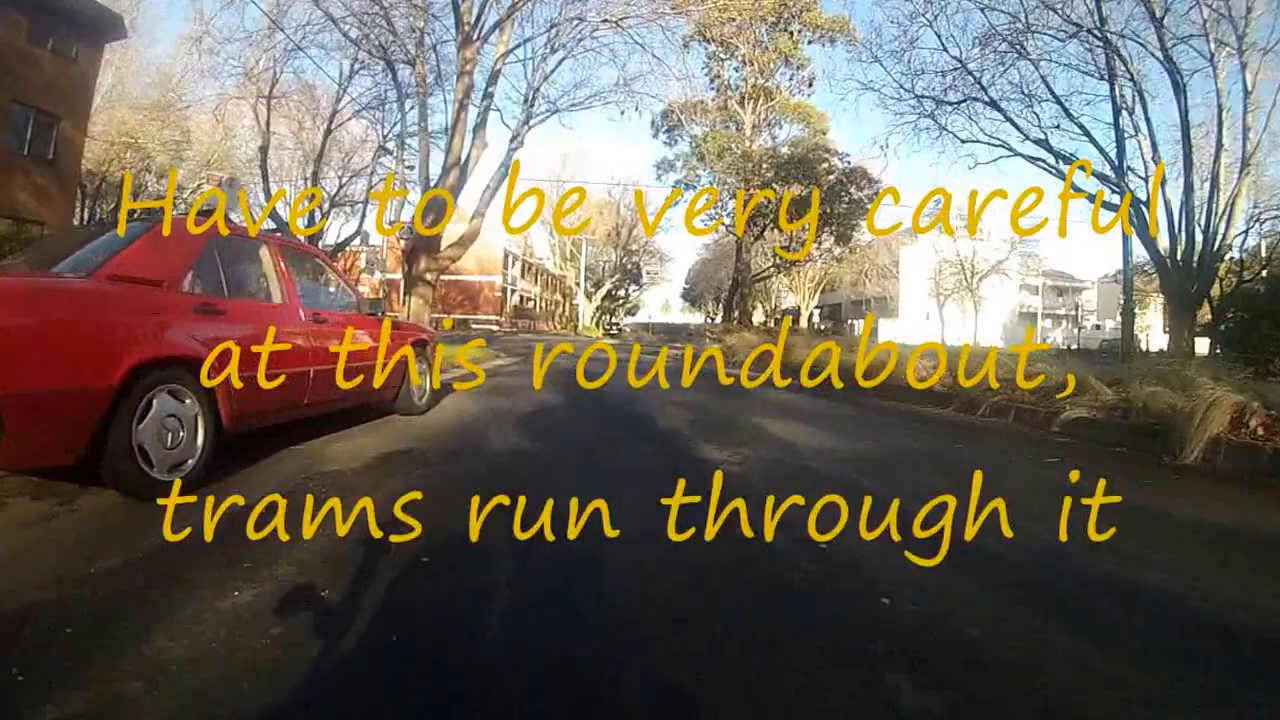 Have to be very careful
at this roundabout,
trams run through it